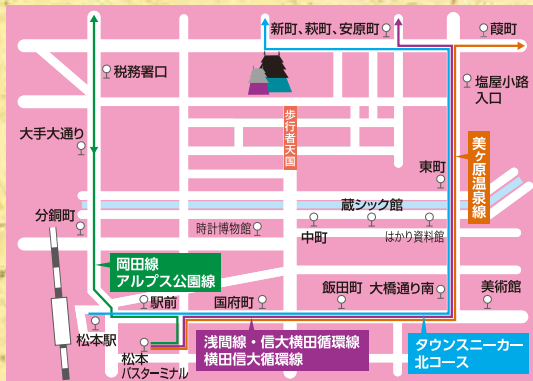 新町、萩町、安原町
葭町
税務署口
塩屋小路
入口
大手大通り
歩行者天国
美ヶ原温泉線
東町
蔵シック館
分銅町
時計博物館
中町
はかり資料館
岡田線
アルプス公園線
駅前
国府町
飯田町
大橋通り南
美術館
松本駅
松本
バスターミナル
浅間線・信大横田循環線
横田信大循環線
タウンスニーカー
北コース